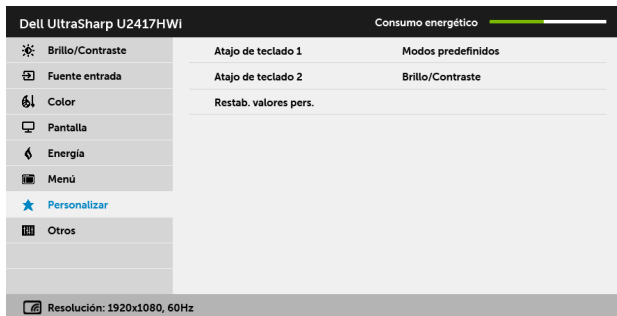 Dell UltraSharp U2417HWi Consumo energético
Brillo/Contraste Atajo de teclado 1 Modos predefinidos
Fuente entrada Atajo de teclado 2 Brillo/Contraste
Color Restab. valores pers.
Pantalla
Energía
Menú
Personalizar
Otros
Resolución: 1920x1080, 60Hz